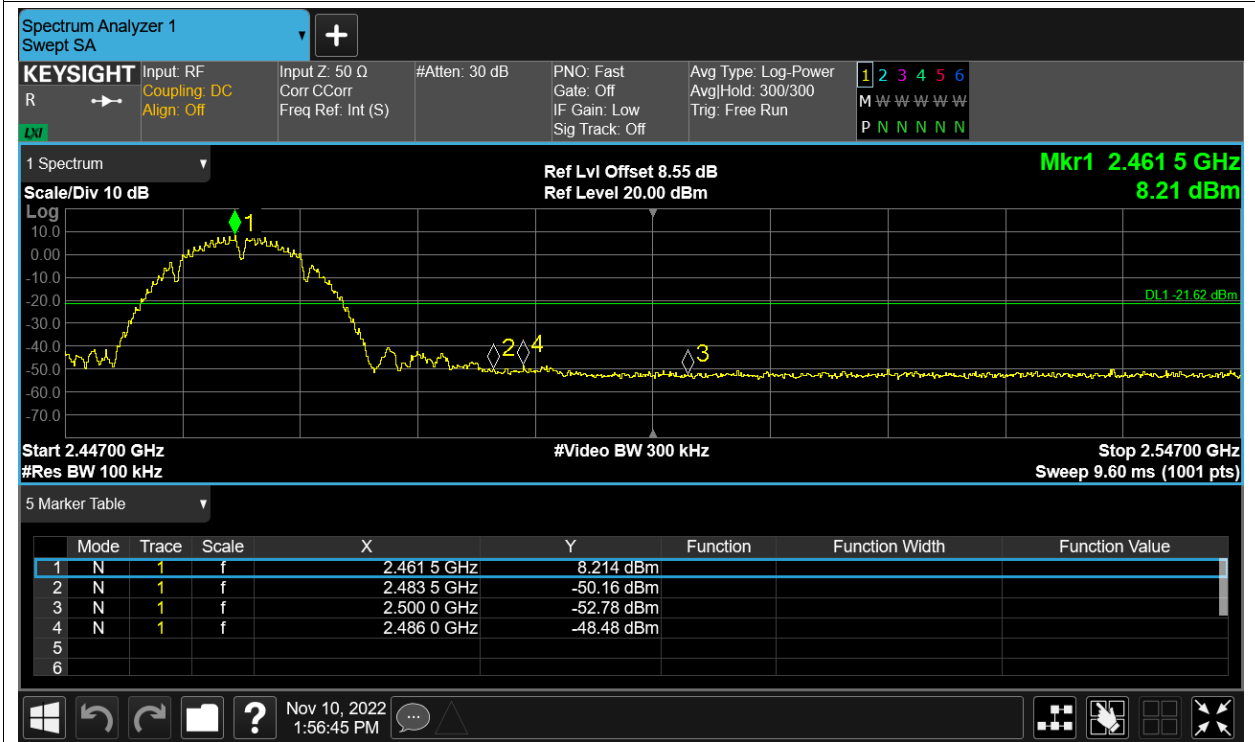 Spectrum Analyzer 1
Swept SA
KEYSIGHT
R
LXI
Input: RF
Coupling: DC
Align: Off
Input Z: 50 Ω
Corr CCorr
Freq Ref: Int (S)
#Atten: 30 dB
PNO: Fast
Gate: Off
IF Gain: Low
Sig Track: Off
Avg Type: Log-Power
Avg|Hold: 300/300
Trig: Free Run
1 2 3 4 5 6
M W W W W W
P N N N N N
1 Spectrum
Scale/Div 10 dB
Ref Lvl Offset 8.55 dB
Ref Level 20.00 dBm
Mkr1 2.461 5 GHz
8.21 dBm
Log
10.0
0.00
-10.0
-20.0
-30.0
-40.0
-50.0
-60.0
-70.0
1
2
4
3
DL1 -21.62 dBm
Start 2.44700 GHz
#Res BW 100 kHz
#Video BW 300 kHz
Stop 2.54700 GHz
Sweep 9.60 ms (1001 pts)
5 Marker Table
Mode Trace Scale X Y Function Function Width Function Value
1 N 1 f 2.461 5 GHz 8.214 dBm
2 N 1 f 2.483 5 GHz -50.16 dBm
3 N 1 f 2.500 0 GHz -52.78 dBm
4 N 1 f 2.486 0 GHz -48.48 dBm
5
6
?
Nov 10, 2022
1:56:45 PM